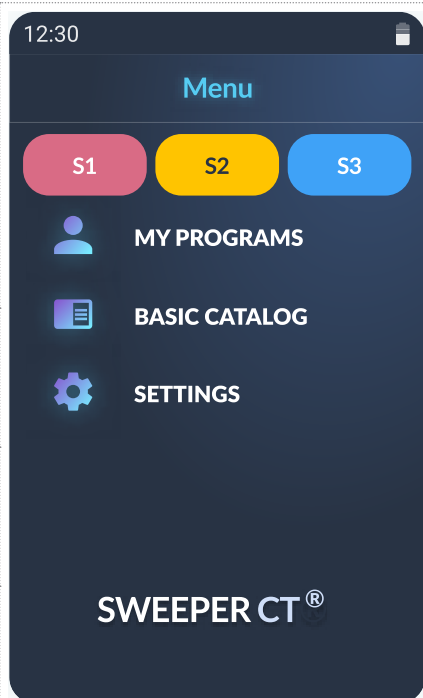 12:30
Menu
S1 S2 S3
MY PROGRAMS
BASIC CATALOG
SETTINGS
SWEEPER CT®